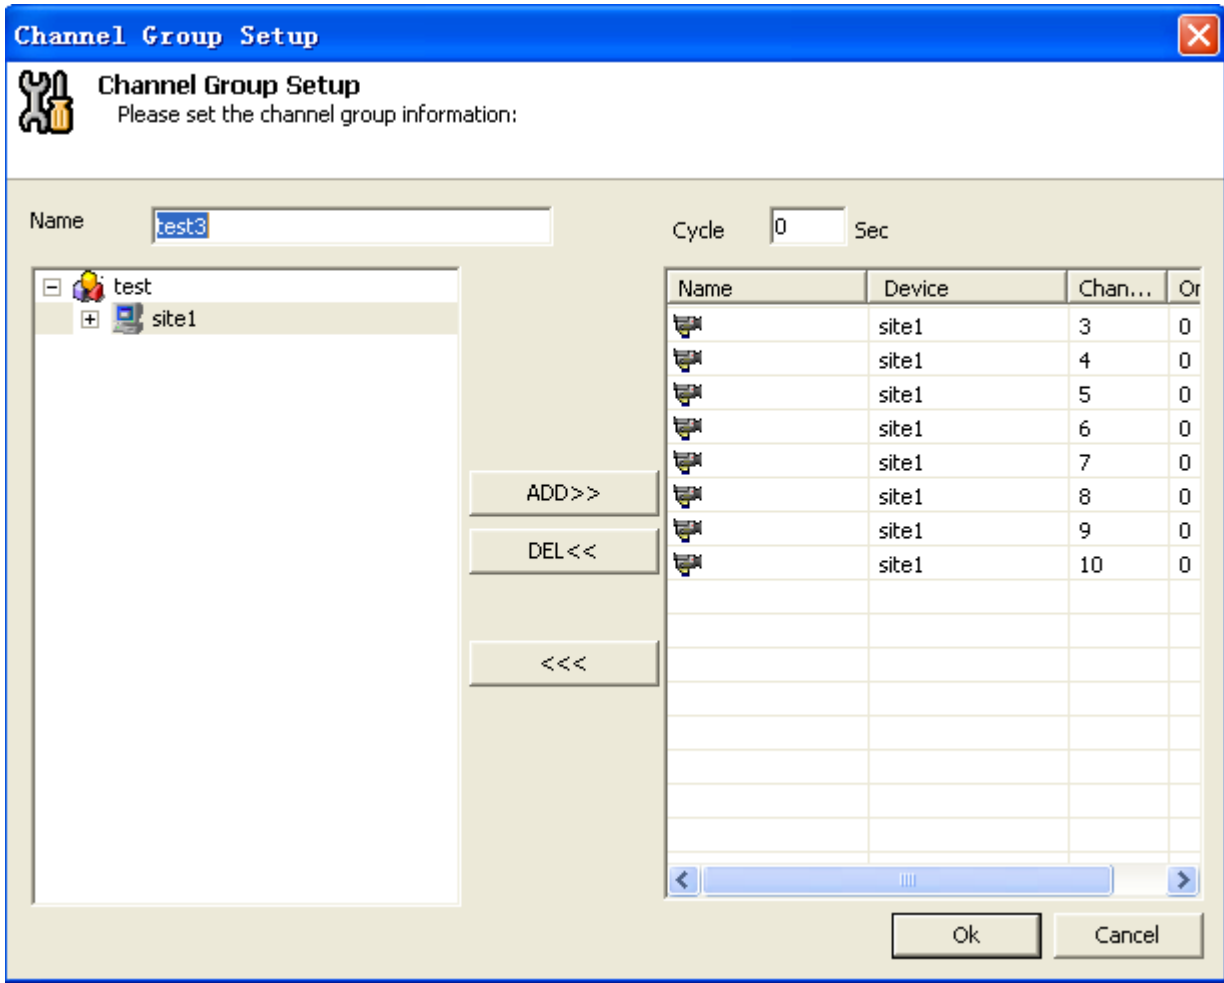 Channel Group Setup
Channel Group Setup
Please set the channel group information:
Name test3 Cycle 0 Sec
test
site1
Name Device Chan... Or
site1 3 0
site1 4 0
site1 5 0
site1 6 0
site1 7 0
site1 8 0
site1 9 0
site1 10 0
ADD>>
DEL<<
<<<
Ok Cancel